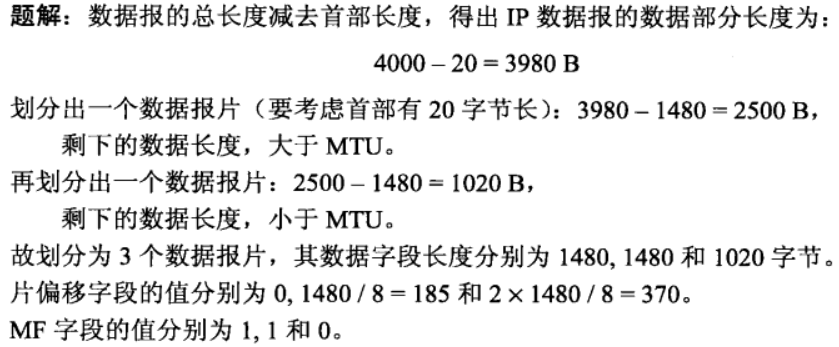 题解：数据报的总长度减去首部长度，得出 IP 数据报的数据部分长度为：
4000 – 20 = 3980 B
划分出一个数据报片（要考虑首部有 20 字节长）：3980 – 1480 = 2500 B，
剩下的数据长度，大于 MTU。
再划分出一个数据报片：2500 – 1480 = 1020 B，
剩下的数据长度，小于 MTU。
故划分为 3 个数据报片，其数据字段长度分别为 1480, 1480 和 1020 字节。
片偏移字段的值分别为 0, 1480 / 8 = 185 和 2 × 1480 / 8 = 370。
MF 字段的值分别为 1, 1 和 0。